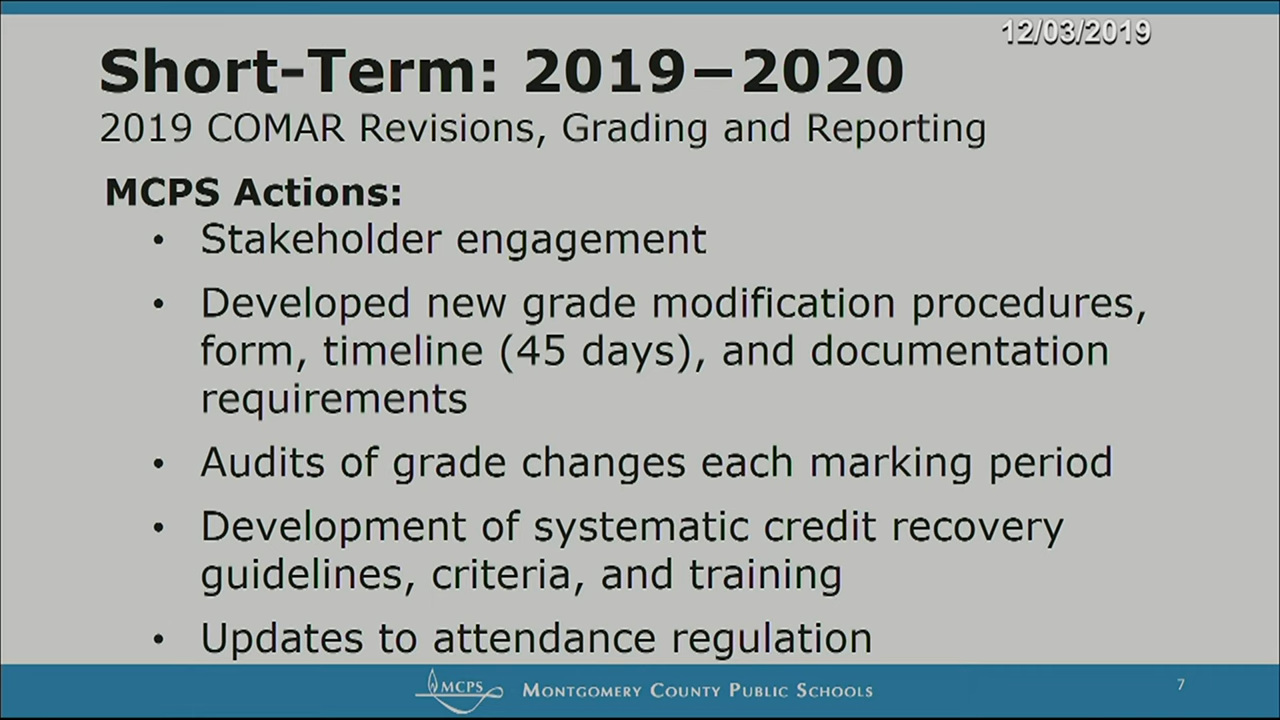 12/03/2019
Short-Term: 2019−2020
2019 COMAR Revisions, Grading and Reporting
MCPS Actions:
• Stakeholder engagement
• Developed new grade modification procedures,
form, timeline (45 days), and documentation
requirements
• Audits of grade changes each marking period
• Development of systematic credit recovery
guidelines, criteria, and training
• Updates to attendance regulation
MCPS MONTGOMERY COUNTY PUBLIC SCHOOLS
7